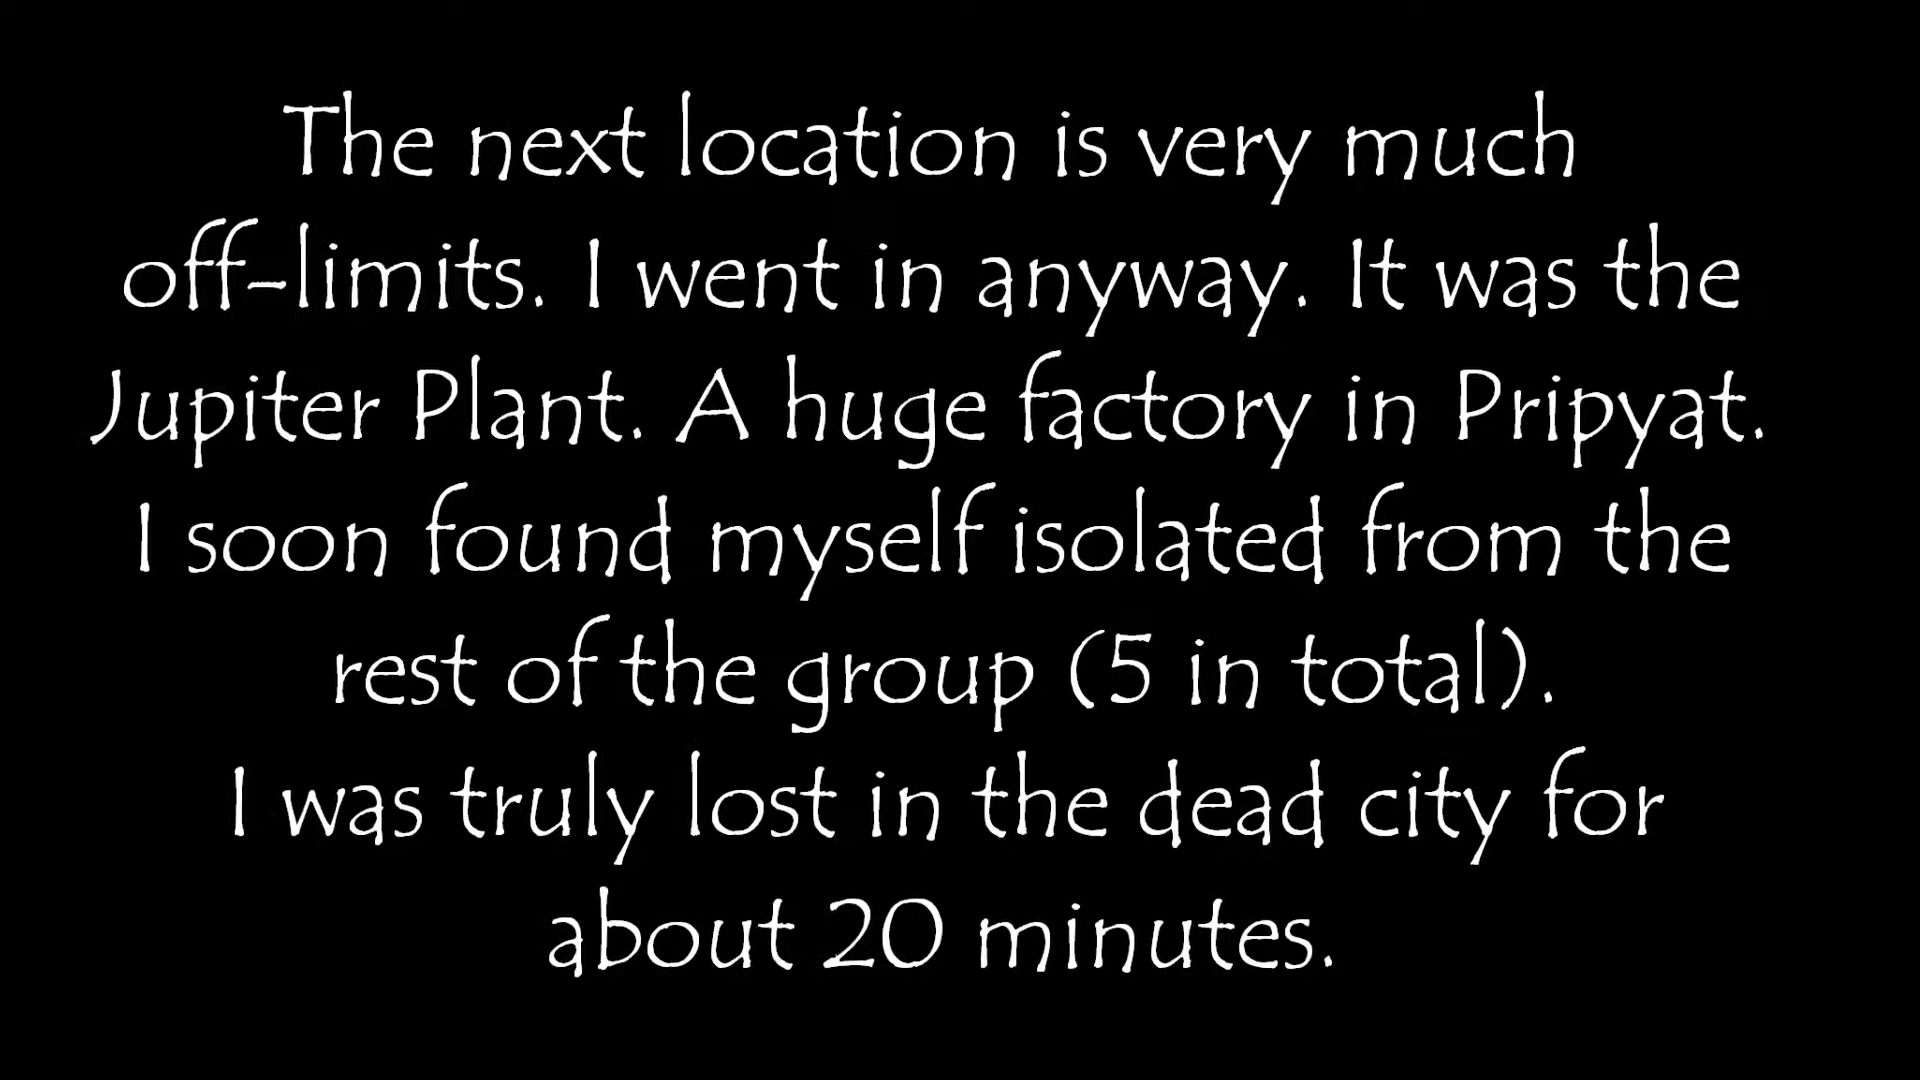 The next location is very much
off-limits. I went in anyway. It was the
Jupiter Plant. A huge factory in Pripyat.
I soon found myself isolated from the
rest of the group (5 in total).
I was truly lost in the dead city for
about 20 minutes.